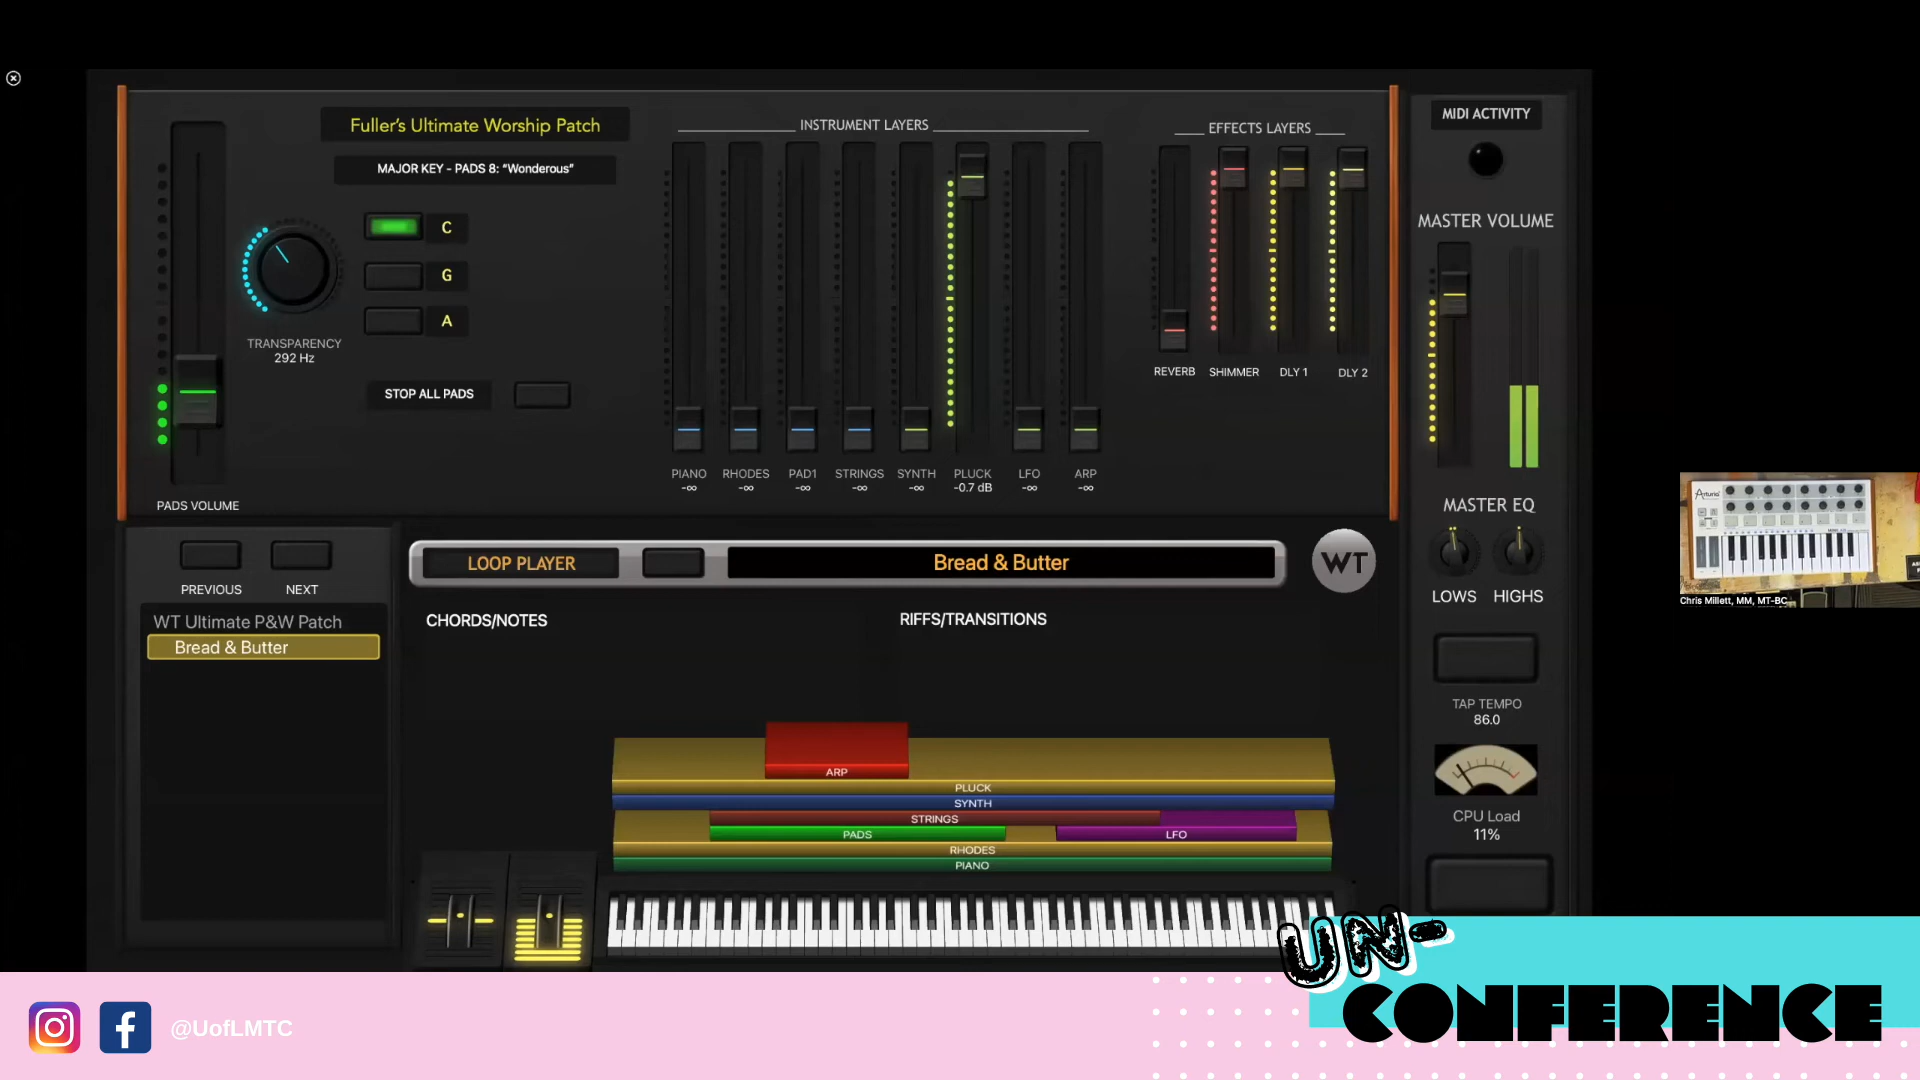 Fuller's Ultimate Worship Patch
MAJOR KEY - PADS 8: "Wonderous"
C
G
A
TRANSPARENCY
292 Hz
STOP ALL PADS
PADS VOLUME
INSTRUMENT LAYERS
PIANO RHODES PAD1 STRINGS SYNTH PLUCK LFO ARP
-∞ -∞ -∞ -∞ -∞ -0.7 dB -∞ -∞
EFFECTS LAYERS
REVERB SHIMMER DLY 1 DLY 2
MIDI ACTIVITY
MASTER VOLUME
MASTER EQ
LOWS HIGHS
TAP TEMPO
86.0
CPU Load
11%
PREVIOUS NEXT
WT Ultimate P&W Patch
Bread & Butter
LOOP PLAYER
Bread & Butter
WT
CHORDS/NOTES
RIFFS/TRANSITIONS
ARP
PLUCK
SYNTH
STRINGS
PADS
LFO
RHODES
PIANO
Arturia
Chris Millett, MM, MT-BC
@UofLMTC
UN-
CONFERENCE